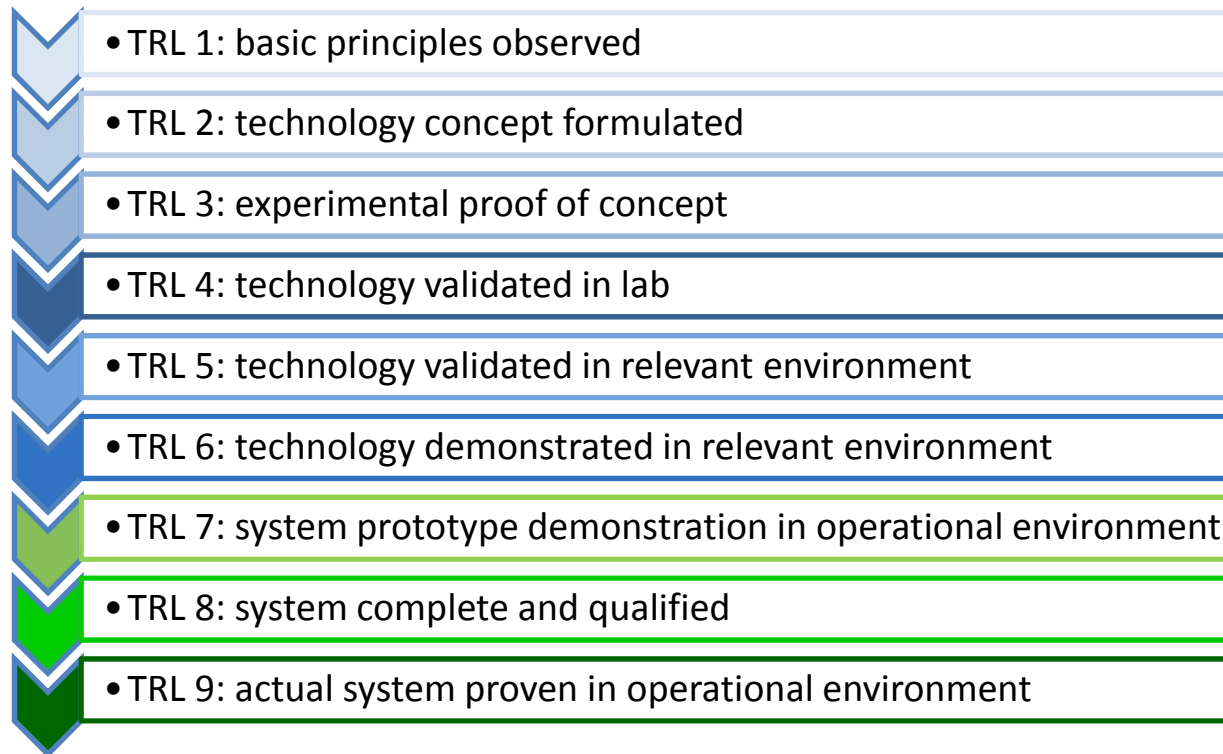 •TRL 1: basic principles observed
•TRL 2: technology concept formulated
•TRL 3: experimental proof of concept
•TRL 4: technology validated in lab
•TRL 5: technology validated in relevant environment
•TRL 6: technology demonstrated in relevant environment
•TRL 7: system prototype demonstration in operational environment
•TRL 8: system complete and qualified
•TRL 9: actual system proven in operational environment